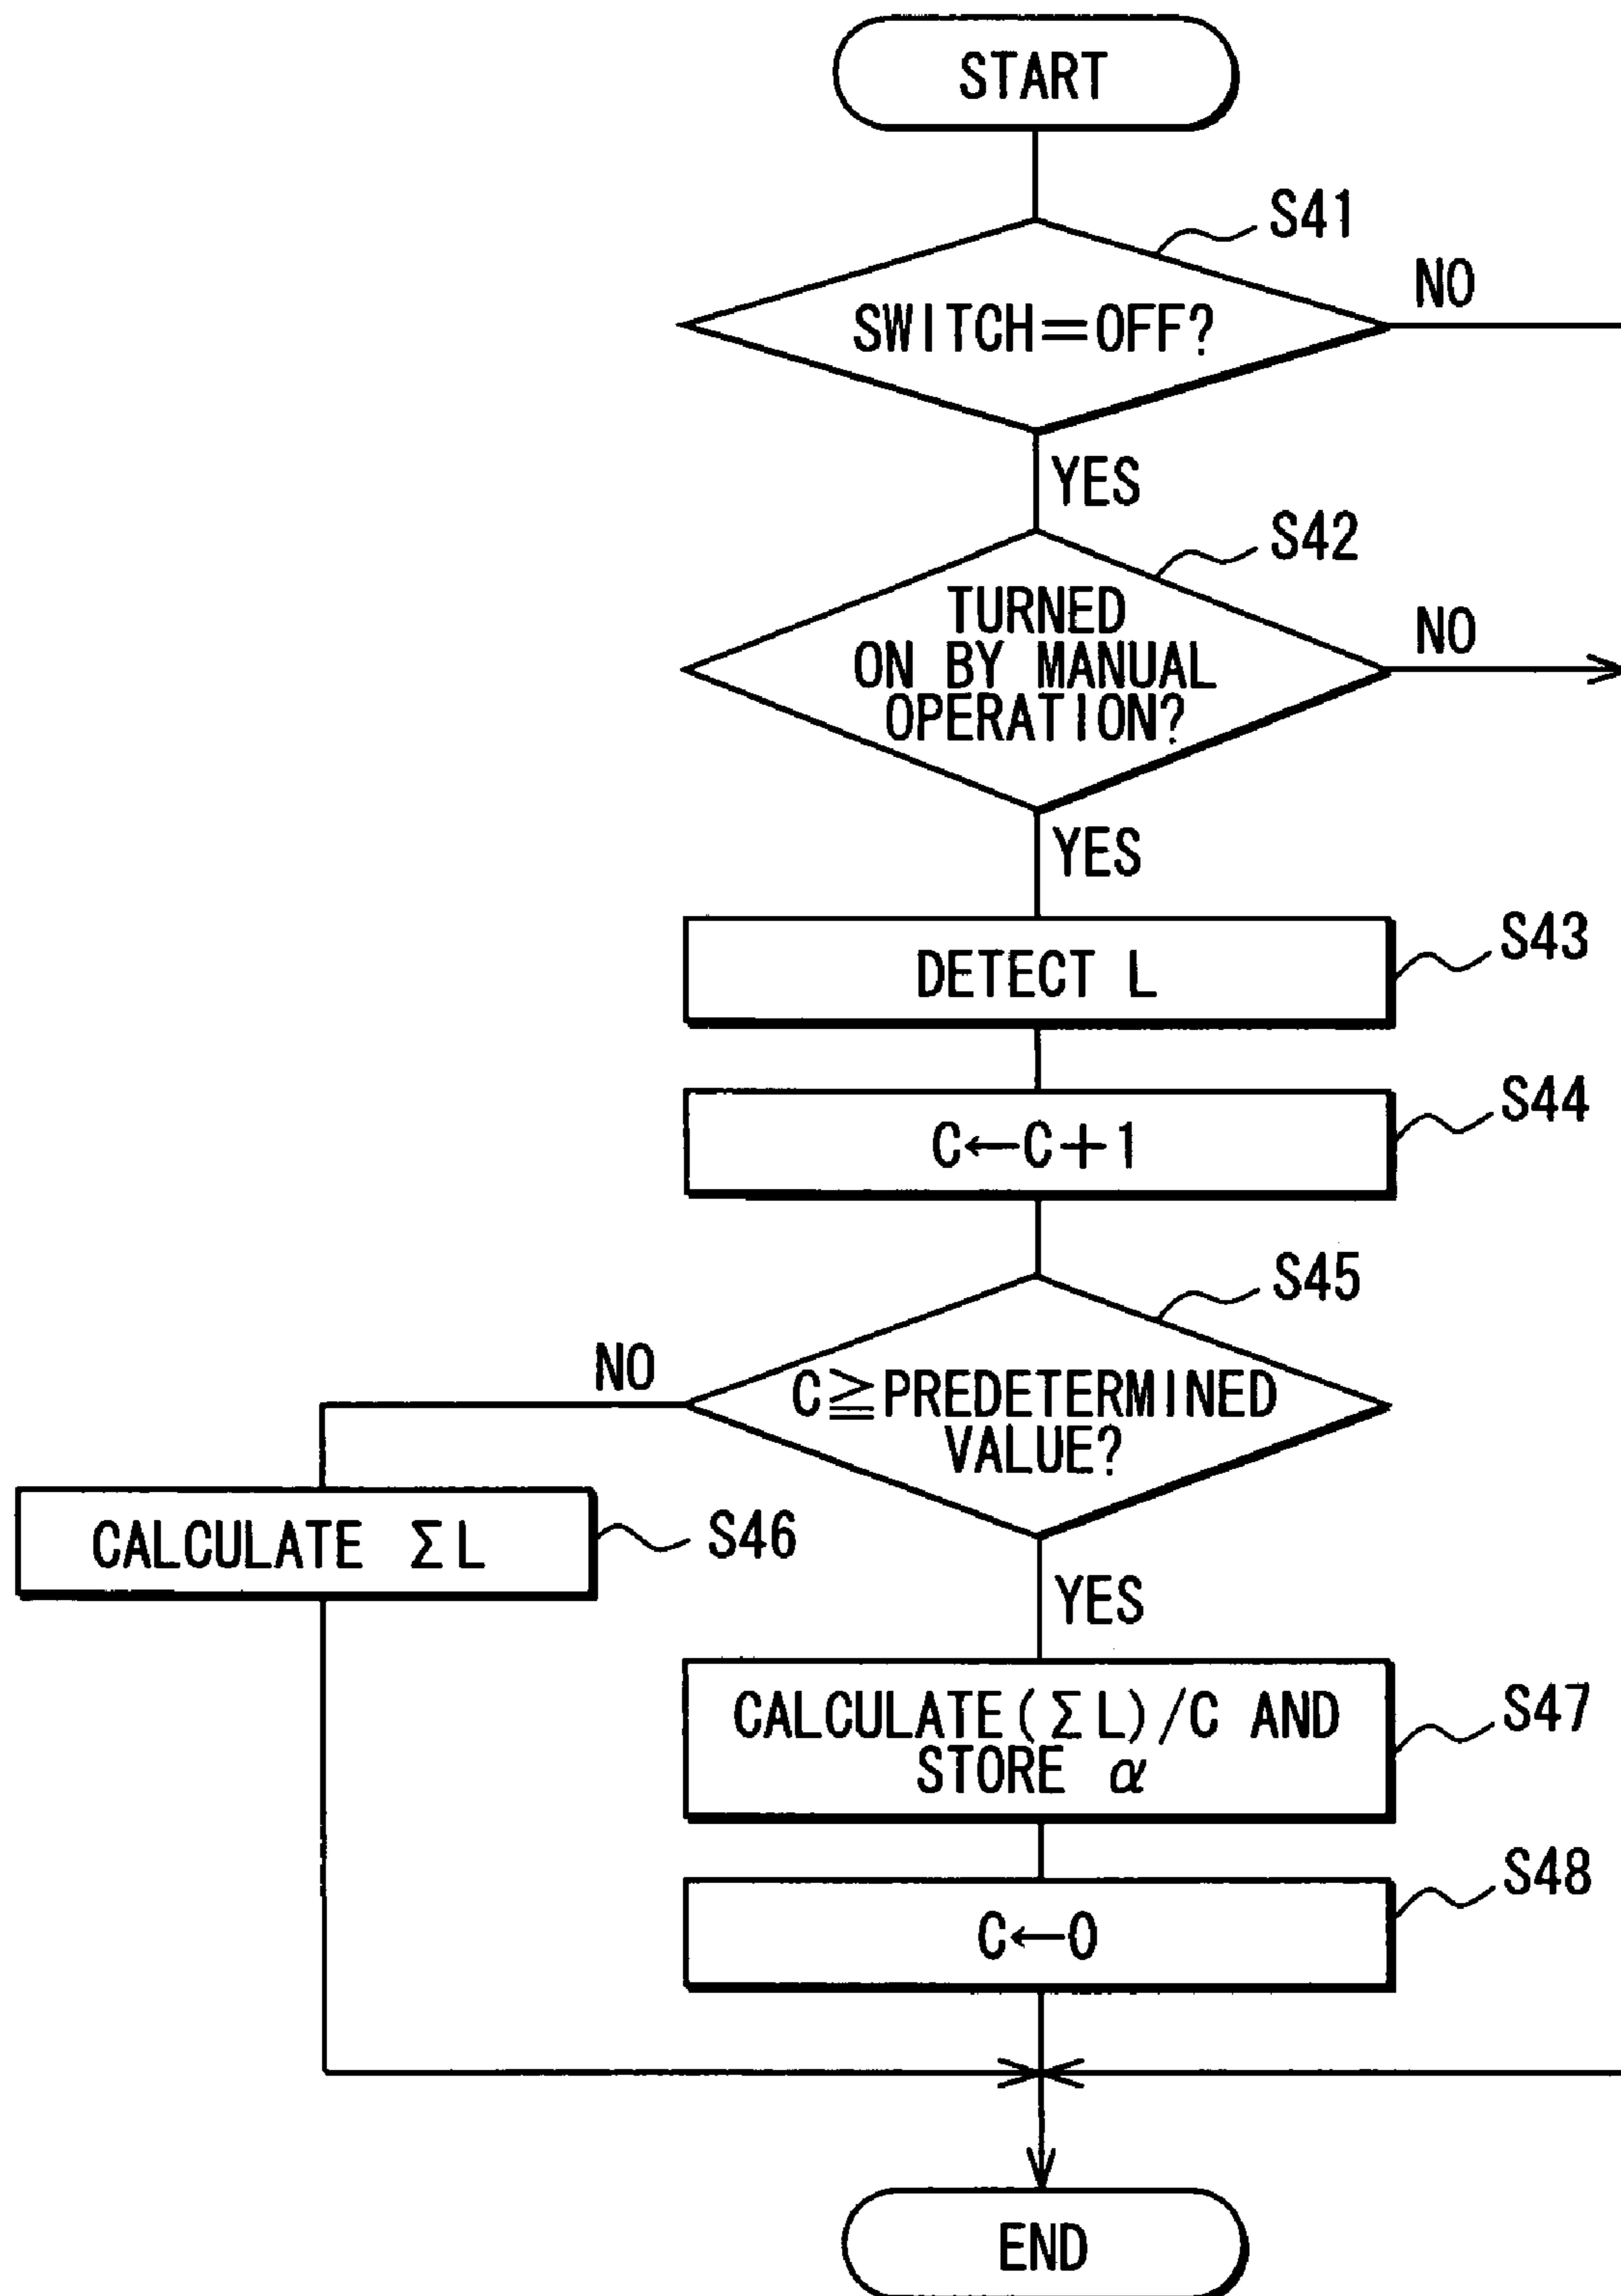 START
S41
SWITCH=OFF?
NO
YES
S42
TURNED
ON BY MANUAL
OPERATION?
NO
YES
S43
DETECT L
S44
C←C+1
S45
NO
C≧PREDETERMINED
VALUE?
CALCULATE ΣL
S46
YES
CALCULATE(ΣL)/C AND
STORE α
S47
C←0
S48
END